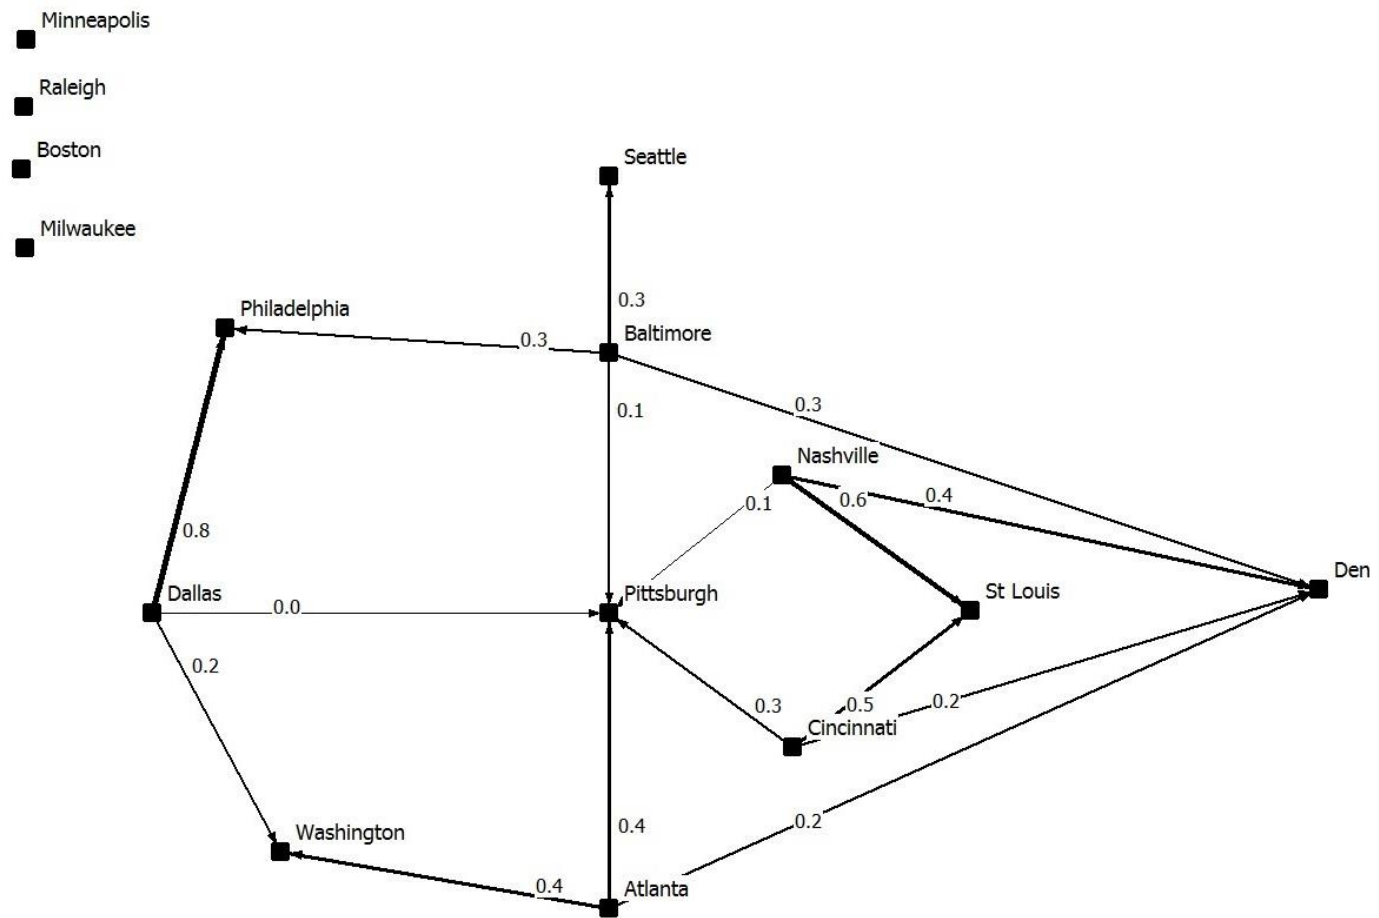 Minneapolis
Raleigh
Boston
Milwaukee
Seattle
Philadelphia
0.3
0.3
Baltimore
0.3
0.1
Nashville
0.1
0.6
0.4
0.8
Dallas
0.0
Pittsburgh
St Louis
Den
0.2
0.3
0.5
0.2
Cincinnati
Washington
0.4
0.2
0.4
Atlanta